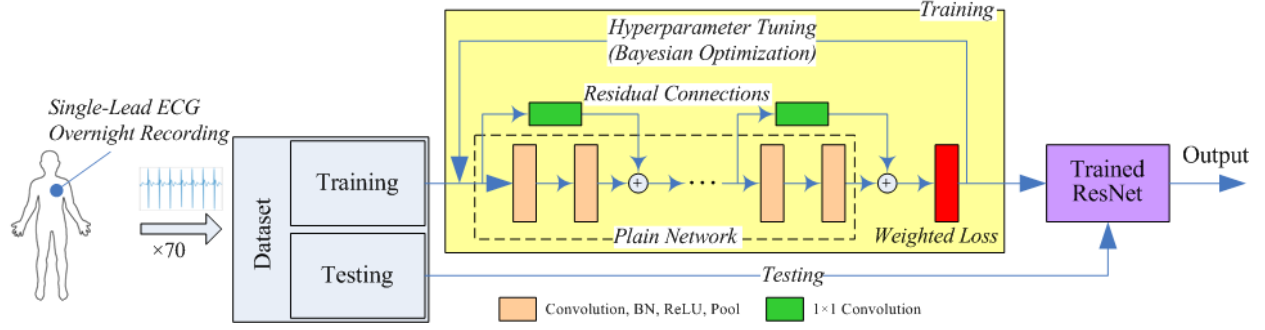 Training
Hyperparameter Tuning
(Bayesian Optimization)
Single-Lead ECG
Overnight Recording
Residual Connections
×70
Dataset
Training
Testing
+
...
+
Plain Network
Weighted Loss
Trained
ResNet
Output
Testing
Convolution, BN, ReLU, Pool
1×1 Convolution